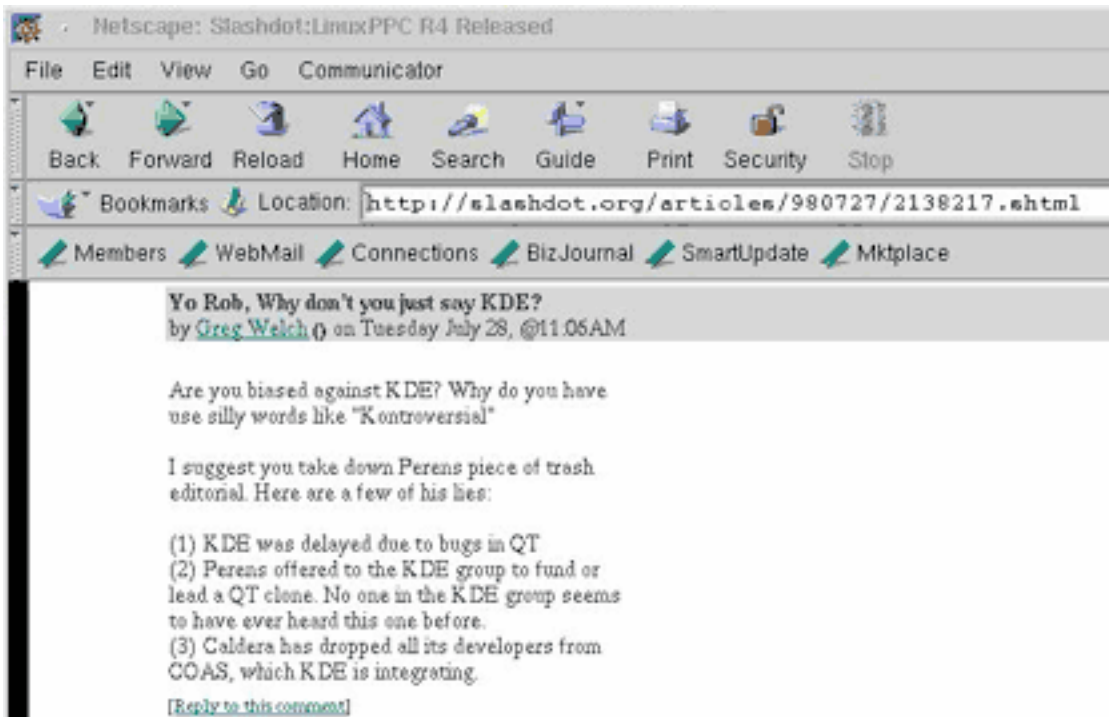 Netscape: Slashdot:LinuxPPC R4 Released
File Edit View Go Communicator
Back Forward Reload Home Search Guide Print Security Stop
Bookmarks Location: http://slashdot.org/articles/980727/2138217.shtml
Members WebMail Connections BizJournal SmartUpdate Mktplace
Yo Rob, Why don't you just say KDE?
by Greg Welch () on Tuesday July 28, @11:06AM
Are you biased against KDE? Why do you have
use silly words like "Kontroversial"
I suggest you take down Perens piece of trash
editorial. Here are a few of his lies:
(1) KDE was delayed due to bugs in QT
(2) Perens offered to the KDE group to fund or
lead a QT clone. No one in the KDE group seems
to have ever heard this one before.
(3) Caldera has dropped all its developers from
COAS, which KDE is integrating.
[Reply to this comment]